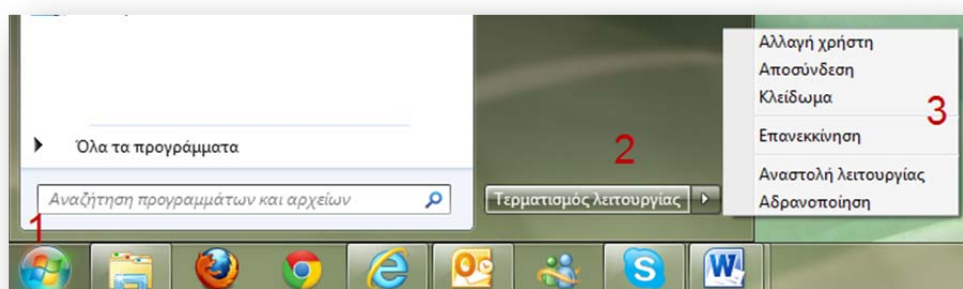 Αλλαγή χρήστη
Αποσύνδεση
Κλείδωμα
3
Επανεκκίνηση
2
Όλα τα προγράμματα
Αναστολή λειτουργίας
Αναζήτηση προγραμμάτων και αρχείων
Τερματισμός λειτουργίας
Αδρανοποίηση
1